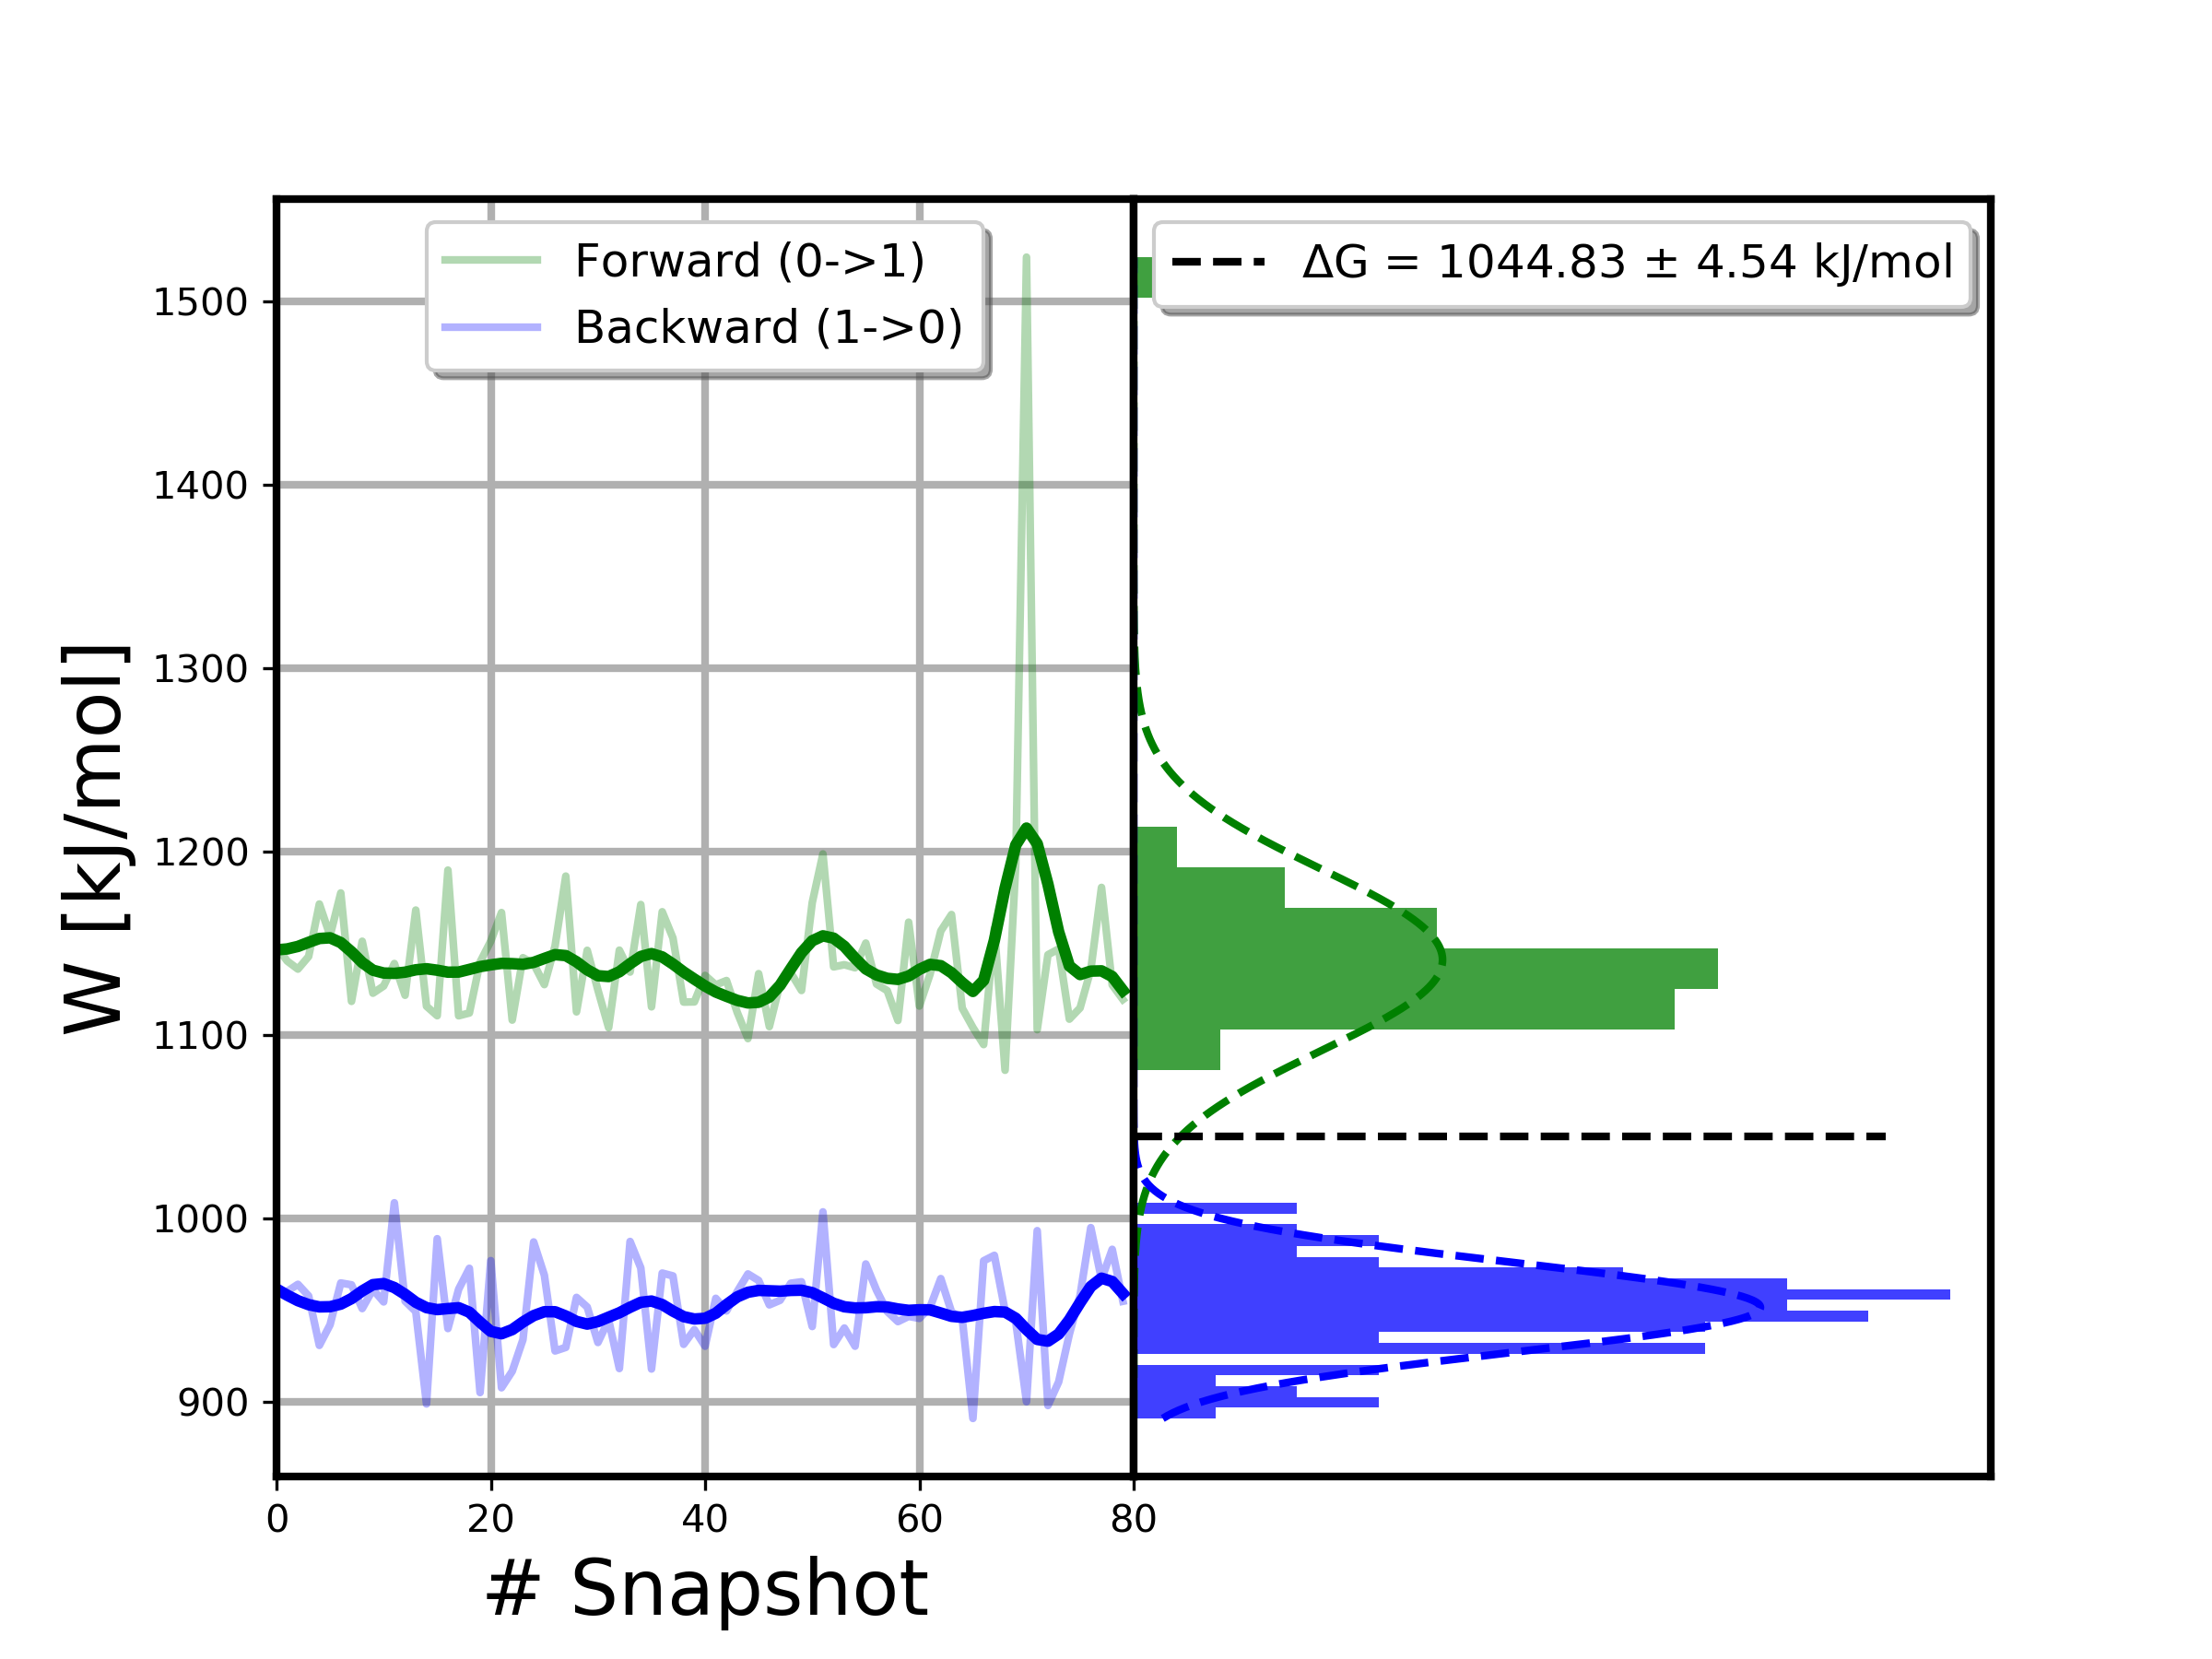 Forward (0->1)
Backward (1->0)
ΔG = 1044.83 ± 4.54 kJ/mol
W [kJ/mol]
1500
1400
1300
1200
1100
1000
900
0 20 40 60 80
# Snapshot